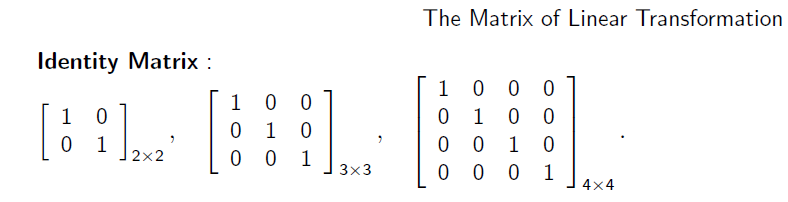 The Matrix of Linear Transformation
Identity Matrix :
[ 1 0
0 1 ]2×2,
[ 1 0 0
0 1 0
0 0 1 ]3×3,
[ 1 0 0 0
0 1 0 0
0 0 1 0
0 0 0 1 ]4×4.